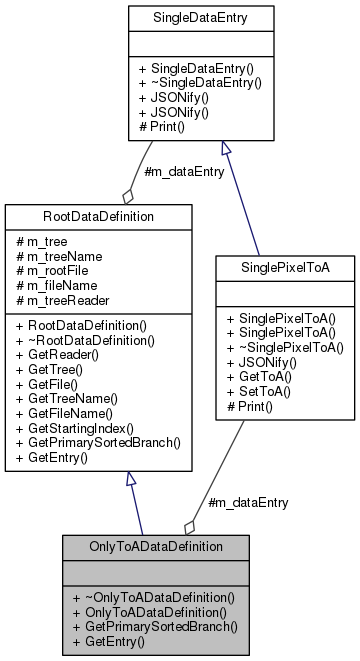 SingleDataEntry
+ SingleDataEntry()
+ ~SingleDataEntry()
+ JSONify()
+ JSONify()
# Print()
#m_dataEntry
RootDataDefinition
# m_tree
# m_treeName
# m_rootFile
# m_fileName
# m_treeReader
+ RootDataDefinition()
+ ~RootDataDefinition()
+ GetReader()
+ GetTree()
+ GetFile()
+ GetTreeName()
+ GetFileName()
+ GetStartingIndex()
+ GetPrimarySortedBranch()
+ GetEntry()
SinglePixelToA
+ SinglePixelToA()
+ SinglePixelToA()
+ ~SinglePixelToA()
+ JSONify()
+ GetToA()
+ SetToA()
# Print()
#m_dataEntry
OnlyToADataDefinition
+ ~OnlyToADataDefinition()
+ OnlyToADataDefinition()
+ GetPrimarySortedBranch()
+ GetEntry()